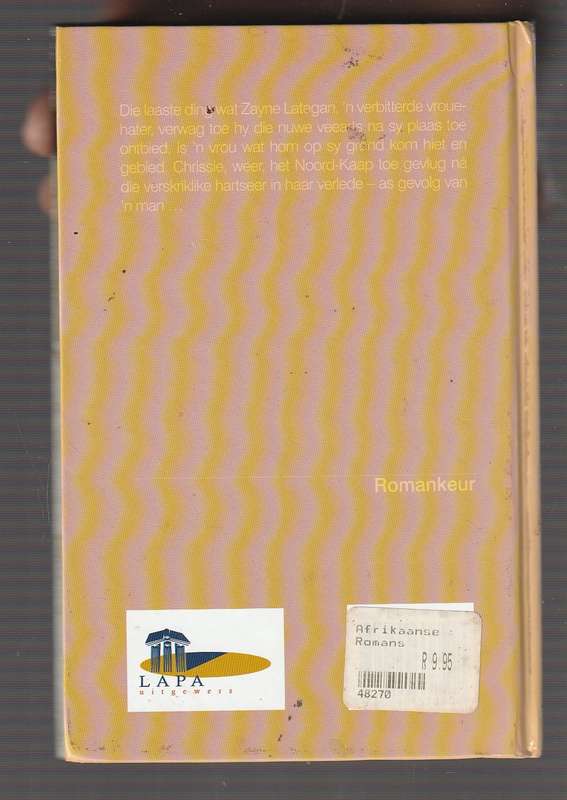 Die laaste ding wat Zayne Lategan, 'n verbitterde vroue-
hater, verwag toe hy die nuwe veearts na sy plaas toe
ontbied, is 'n vrou wat hom op sy grond kom hiet en
gebied. Chrissie, weer, het Noord-Kaap toe gevlug ná
die verskriklike hartseer in haar verlede – as gevolg van
'n man ...
Romankeur
LAPA
uitgewers
Afrikaanse
Romans
R 9.95
48270